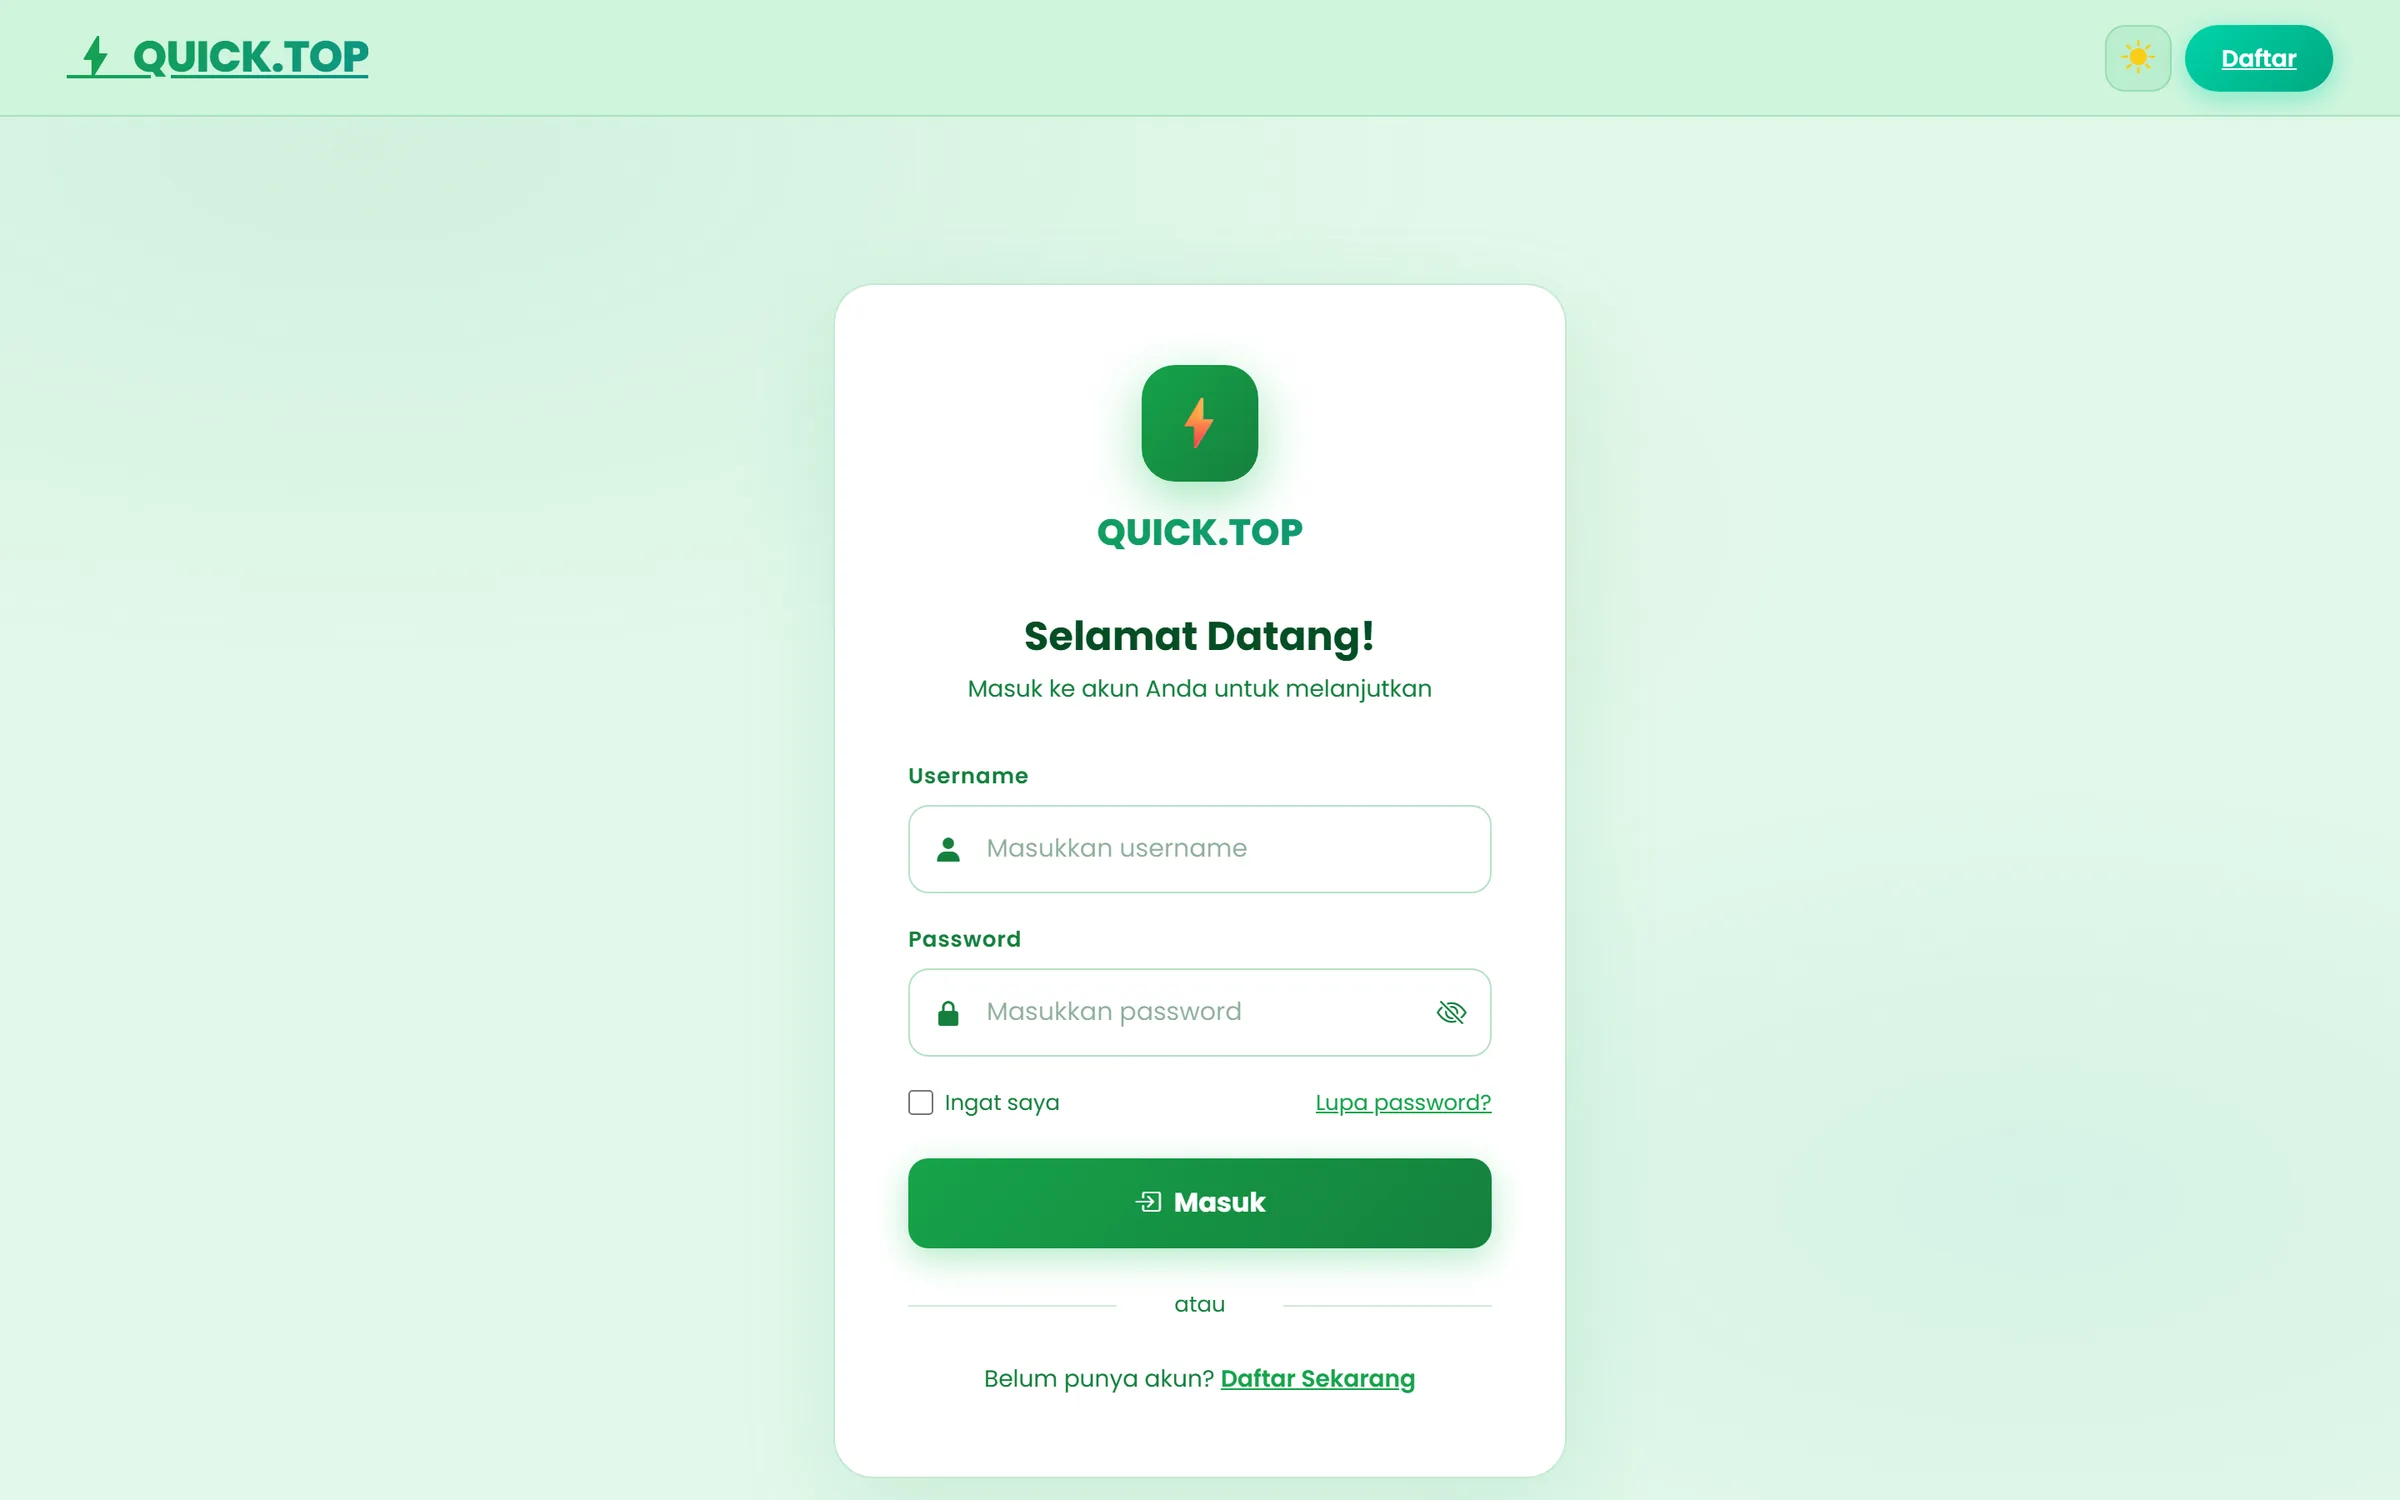 QUICK.TOP
Daftar
QUICK.TOP
Selamat Datang!
Masuk ke akun Anda untuk melanjutkan
Username
Masukkan username
Password
Masukkan password
Ingat saya
Lupa password?
Masuk
atau
Belum punya akun? Daftar Sekarang